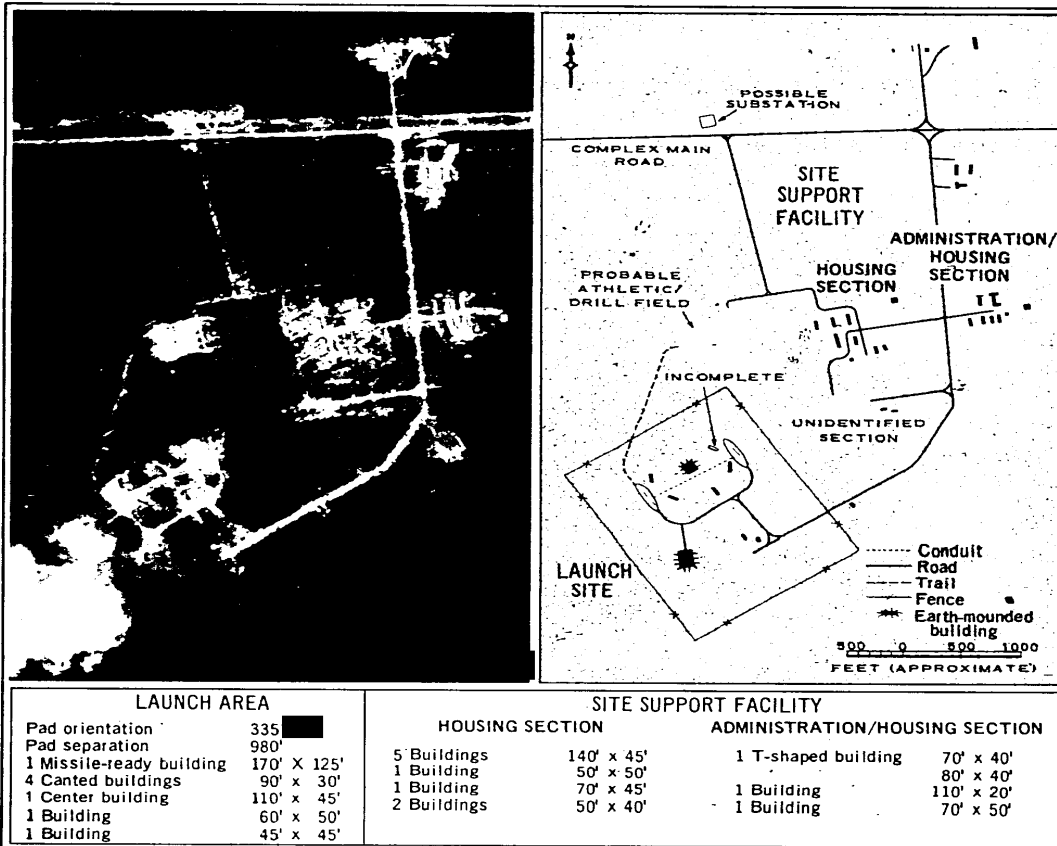 N
POSSIBLE
SUBSTATION
COMPLEX MAIN
ROAD
SITE
SUPPORT
FACILITY
ADMINISTRATION/
HOUSING
SECTION
PROBABLE
ATHLETIC/
DRILL FIELD
HOUSING
SECTION
INCOMPLETE
UNIDENTIFIED
SECTION
LAUNCH
SITE
Conduit
Road
Trail
Fence
Earth-mounded
building
500 0 500 1000
FEET (APPROXIMATE)
LAUNCH AREA
Pad orientation 335
Pad separation 980'
1 Missile-ready building 170' X 125'
4 Canted buildings 90' x 30'
1 Center building 110' x 45'
1 Building 60' x 50'
1 Building 45' x 45'
SITE SUPPORT FACILITY
HOUSING SECTION
5 Buildings 140' x 45'
1 Building 50' x 50'
1 Building 70' x 45'
2 Buildings 50' x 40'
ADMINISTRATION/HOUSING SECTION
1 T-shaped building 70' x 40'
80' x 40'
1 Building 110' x 20'
1 Building 70' x 50'